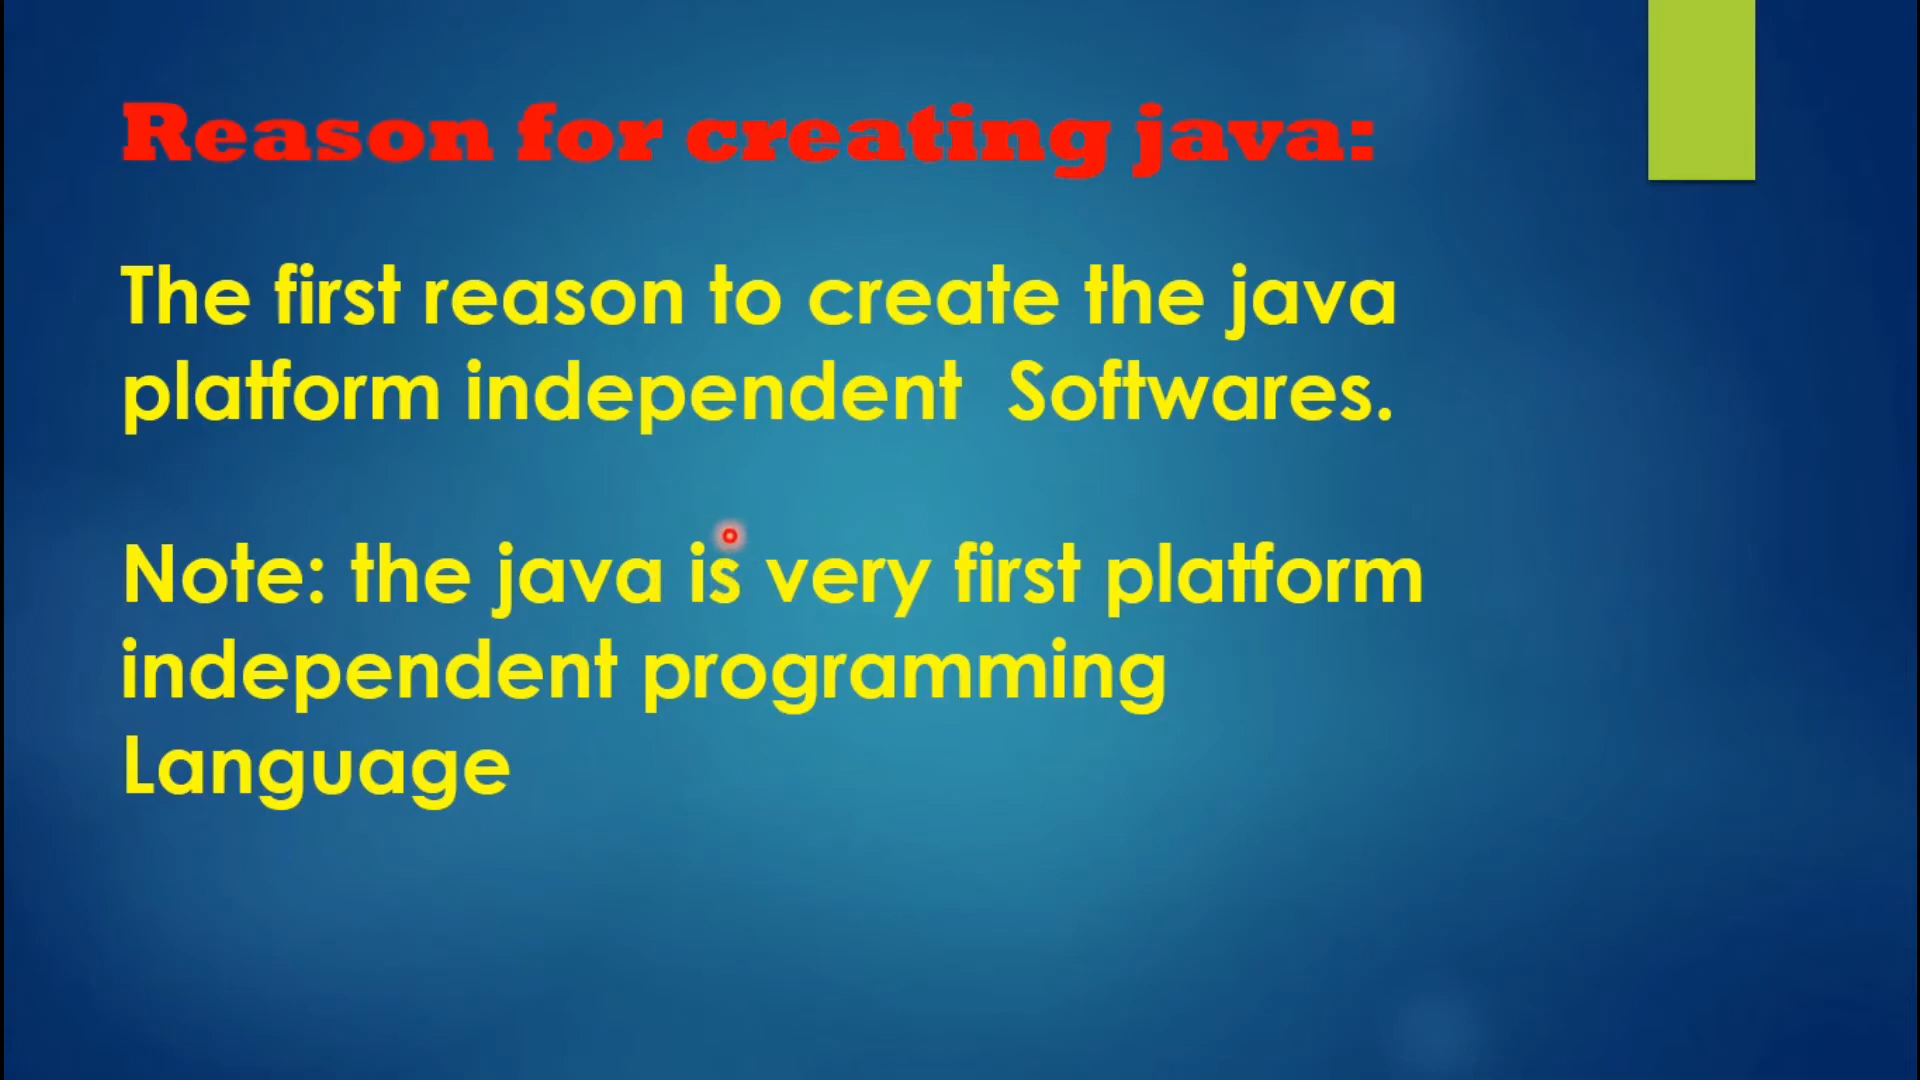 Reason for creating java:
The first reason to create the java
platform independent  Softwares.
Note: the java is very first platform
independent programming
Language